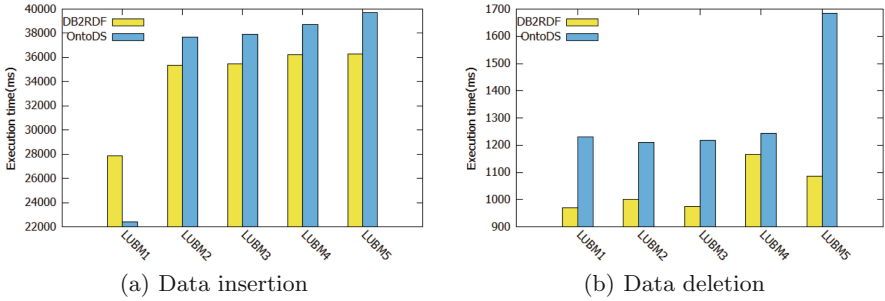 DB2RDF
OntoDS
Execution time(ms)
40000
38000
36000
34000
32000
30000
28000
26000
24000
22000
LUBM1
LUBM2
LUBM3
LUBM4
LUBM5
(a) Data insertion
DB2RDF
OntoDS
Execution time(ms)
1700
1600
1500
1400
1300
1200
1100
1000
900
LUBM1
LUBM2
LUBM3
LUBM4
LUBM5
(b) Data deletion